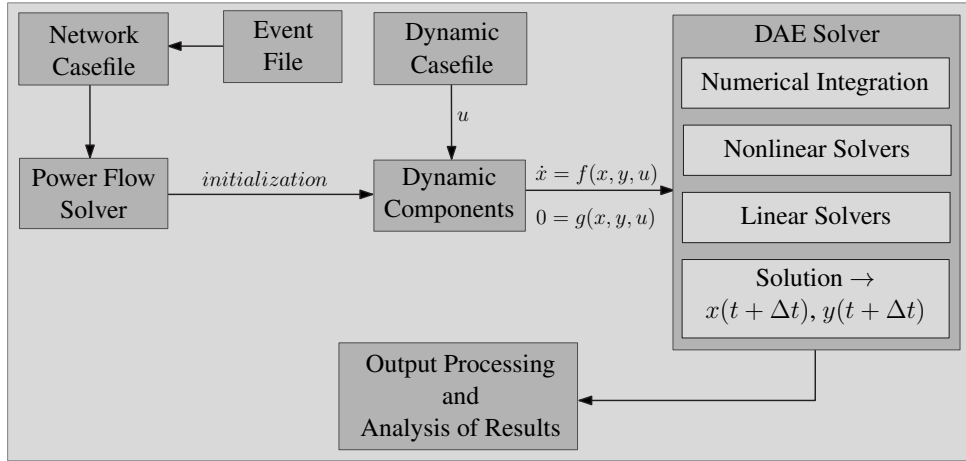 Network
Casefile
Event
File
Dynamic
Casefile
u
Power Flow
Solver
initialization
Dynamic
Components
ẋ = f(x, y, u)
0 = g(x, y, u)
DAE Solver
Numerical Integration
Nonlinear Solvers
Linear Solvers
Solution →
x(t + Δt), y(t + Δt)
Output Processing
and
Analysis of Results